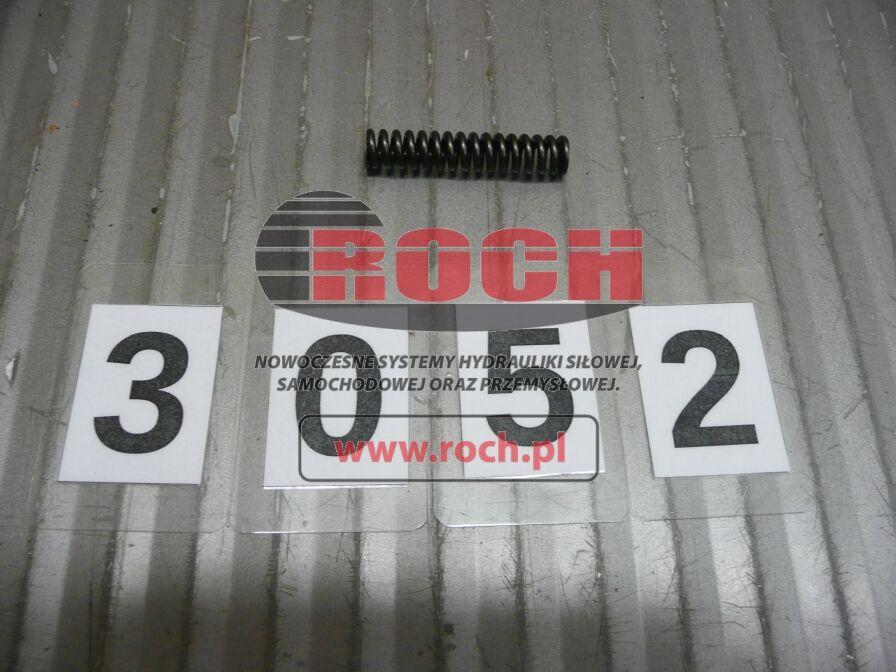 ROCH
3 0 5 2
NOWOCZESNE SYSTEMY HYDRAULIKI SIŁOWEJ,
SAMOCHODOWEJ ORAZ PRZEMYSŁOWEJ.
www.roch.pl